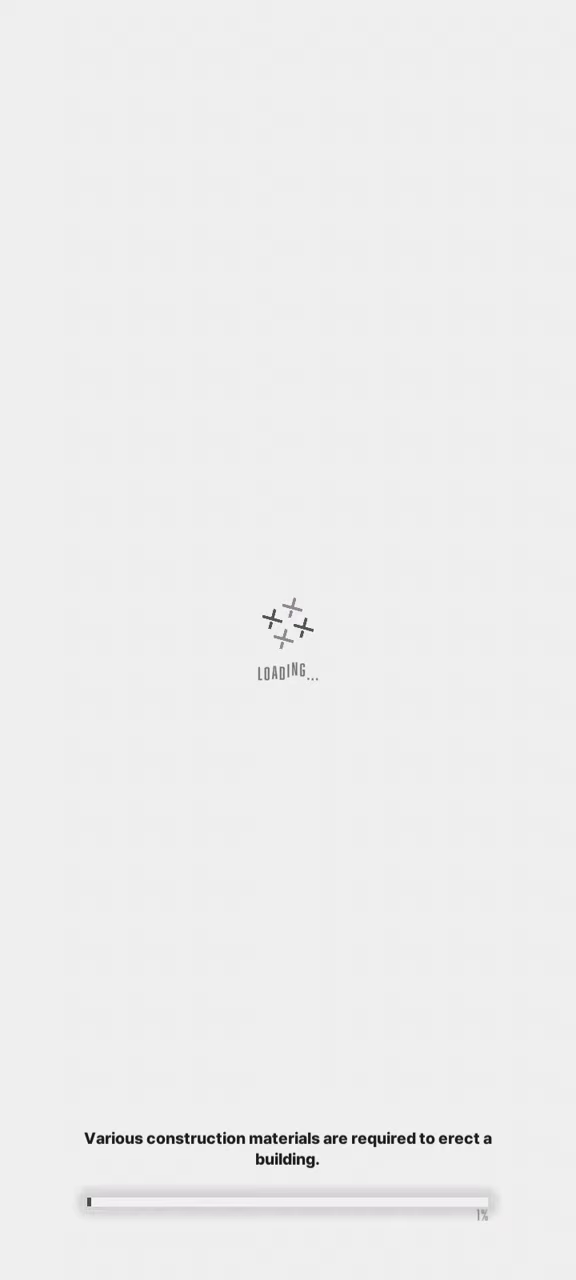 LOADING...
Various construction materials are required to erect a
building.
1%